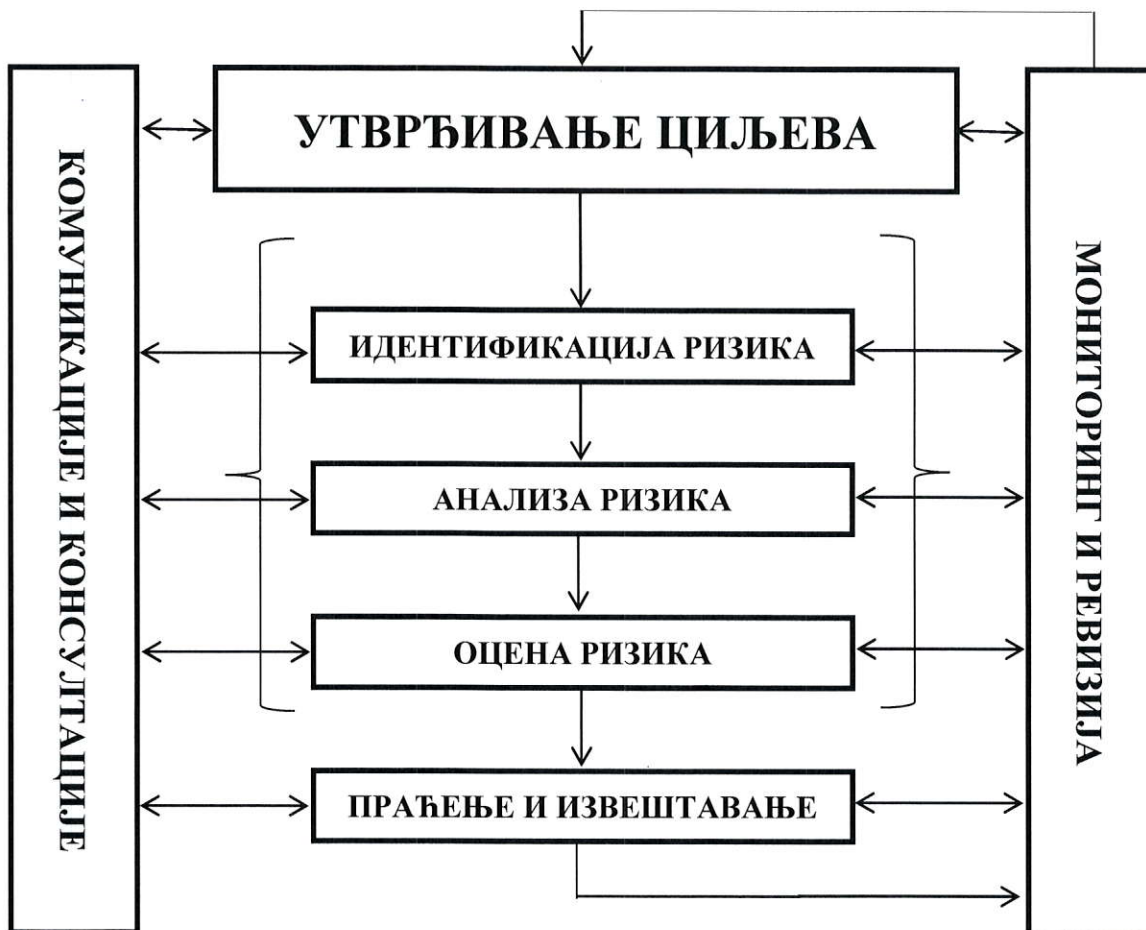 УТВРЂИВАЊЕ ЦИЉЕВА
КОМУНИКАЦИЈЕ И КОНСУЛТАЦИЈЕ
ИДЕНТИФИКАЦИЈА РИЗИКА
АНАЛИЗА РИЗИКА
ОЦЕНА РИЗИКА
ПРАЋЕЊЕ И ИЗВЕШТАВАЊЕ
МОНИТОРИНГ И РЕВИЗИЈА